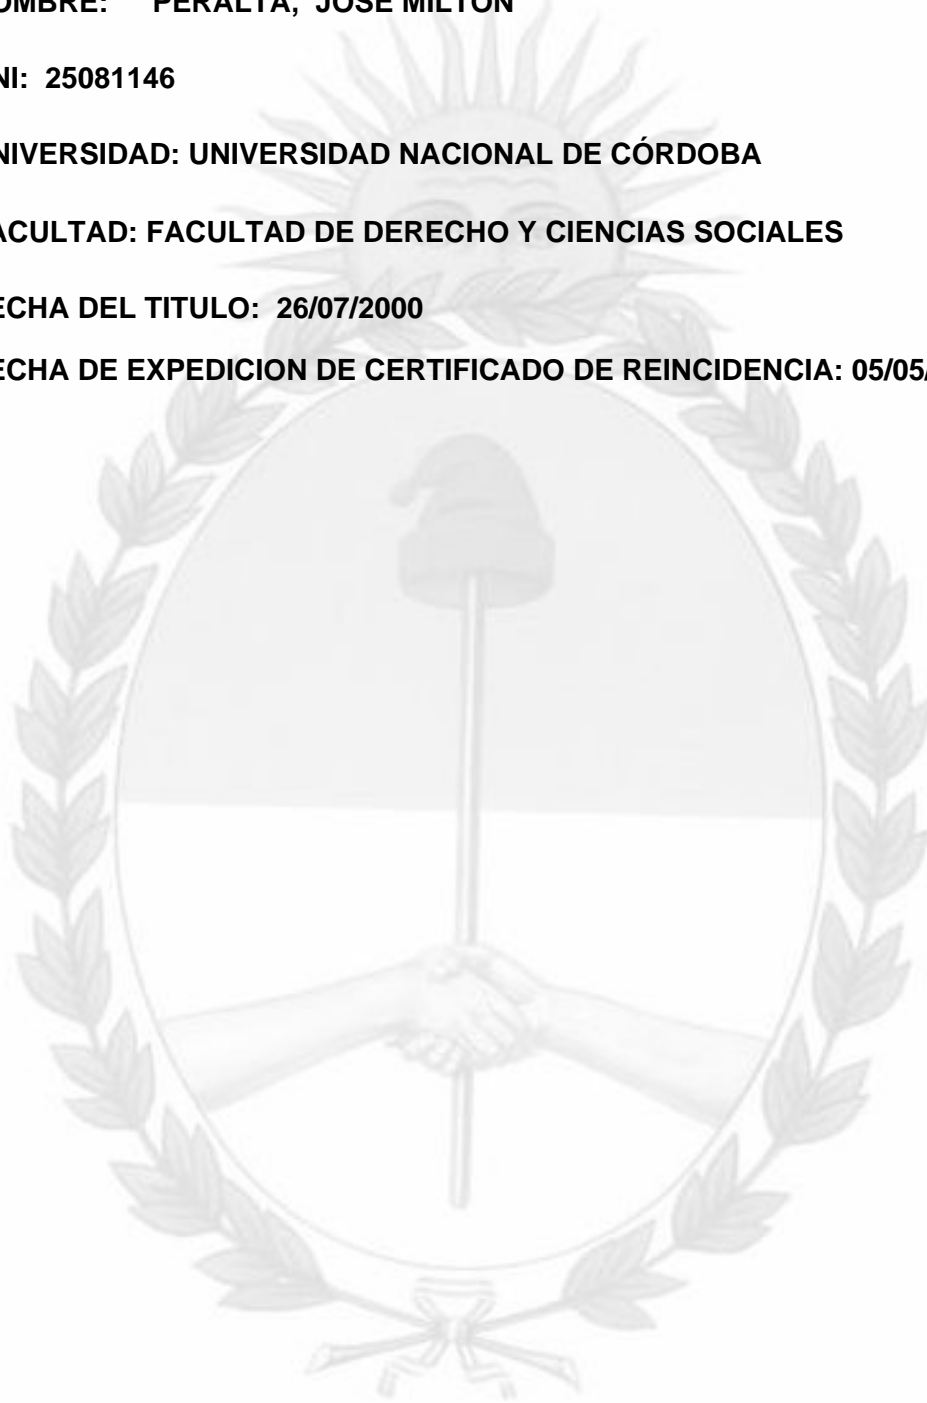 OMBRE: PERALTA, JOSE MILTON
NI: 25081146
NIVERSIDAD: UNIVERSIDAD NACIONAL DE CÓRDOBA
ACULTAD: FACULTAD DE DERECHO Y CIENCIAS SOCIALES
ECHA DEL TITULO: 26/07/2000
ECHA DE EXPEDICION DE CERTIFICADO DE REINCIDENCIA: 05/05/